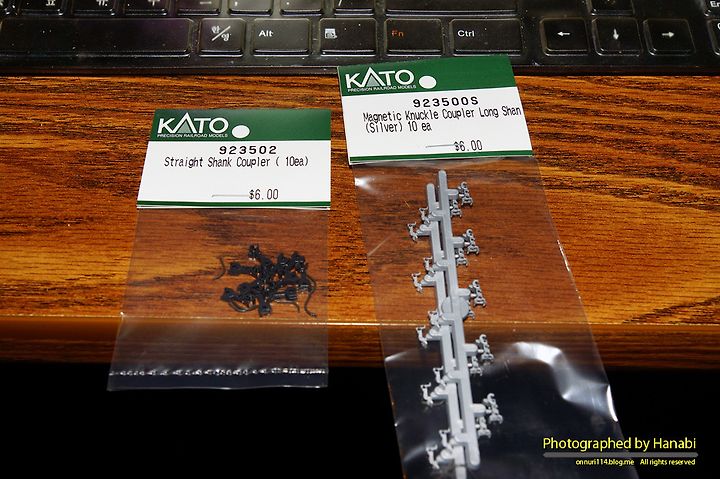 한/영
Alt
Fn
Ctrl
KATO
PRECISION RAILROAD MODELS
923502
Straight Shank Coupler ( 10ea)
$6.00
KATO
PRECISION RAILROAD MODELS
923500S
Magnetic Knuckle Coupler Long Shan
(Silver) 10 ea
$6.00
Photographed by Hanabi
onnuri114.blog.me All rights reserved